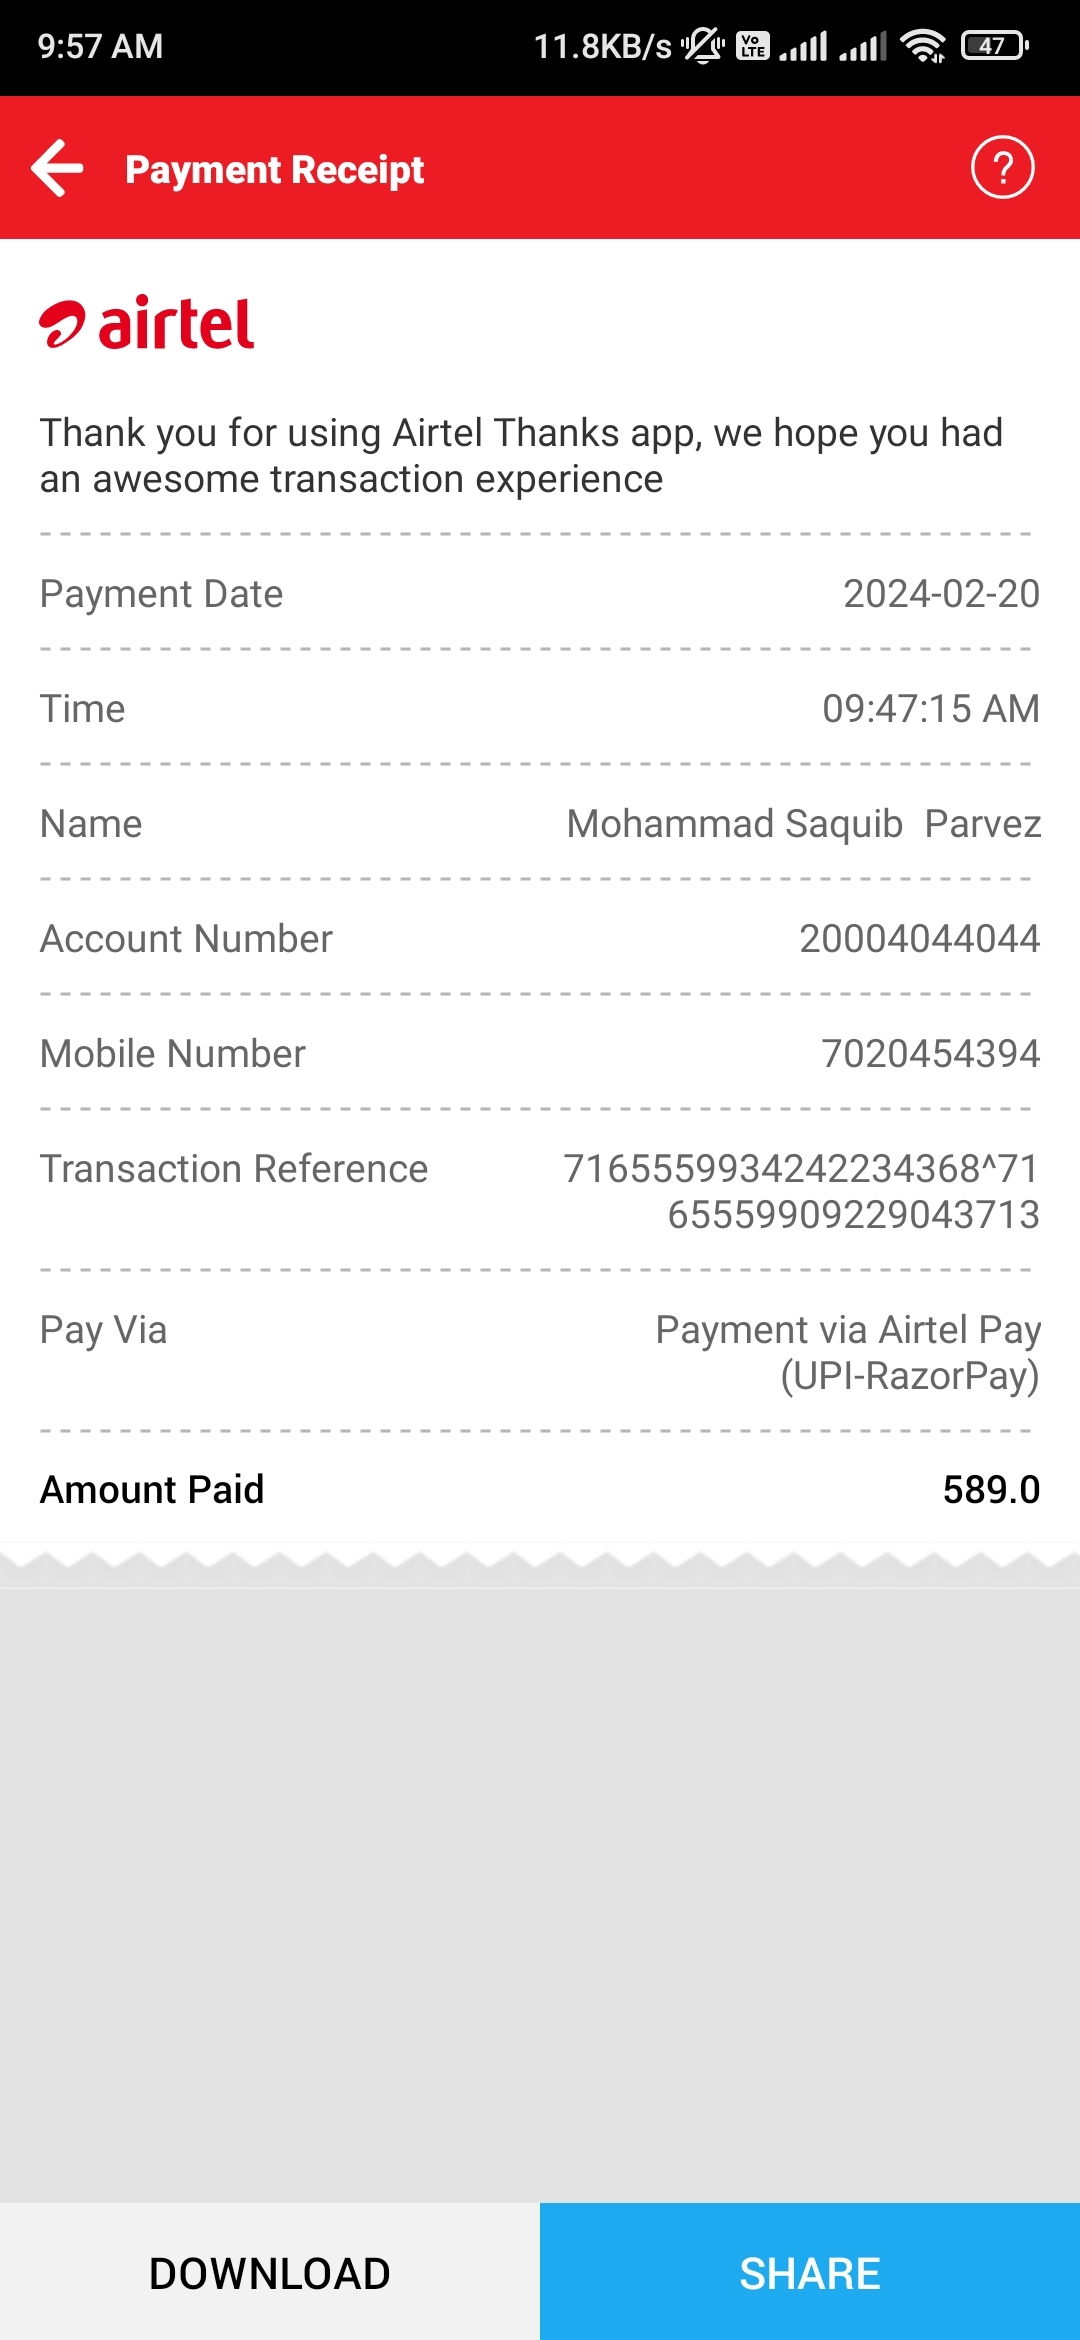 9:57 AM 11.8KB/s Vo LTE 47
Payment Receipt ?
airtel
Thank you for using Airtel Thanks app, we hope you had
an awesome transaction experience
Payment Date 2024-02-20
Time 09:47:15 AM
Name Mohammad Saquib  Parvez
Account Number 20004044044
Mobile Number 7020454394
Transaction Reference 7165559934242234368^71
65559909229043713
Pay Via Payment via Airtel Pay
(UPI-RazorPay)
Amount Paid 589.0
DOWNLOAD SHARE